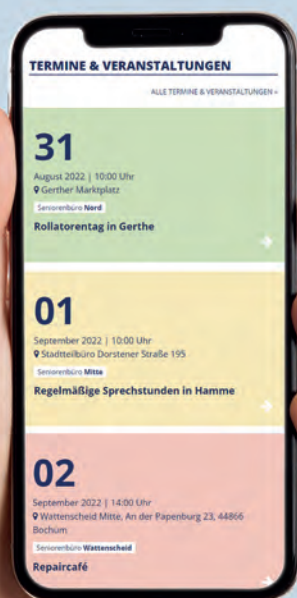 TERMINE & VERANSTALTUNGEN
ALLE TERMINE & VERANSTALTUNGEN »
31
August 2022 | 10:00 Uhr
Gerther Marktplatz
Seniorenbüro Nord
Rollatorentag in Gerthe
01
September 2022 | 10:00 Uhr
Stadtteilbüro Dorstener Straße 195
Seniorenbüro Mitte
Regelmäßige Sprechstunden in Hamme
02
September 2022 | 14:00 Uhr
Wattenscheid Mitte, An der Papenburg 23, 44866
Bochum
Seniorenbüro Wattenscheid
Repaircafé